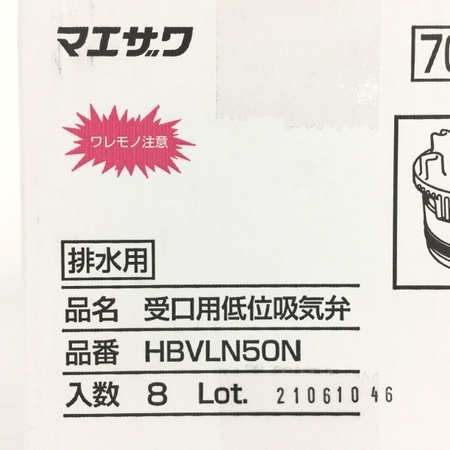 マエザワ
ワレモノ注意
排水用
品名 受口用低位吸気弁
品番 HBVLN50N
入数 8 Lot. 21061046